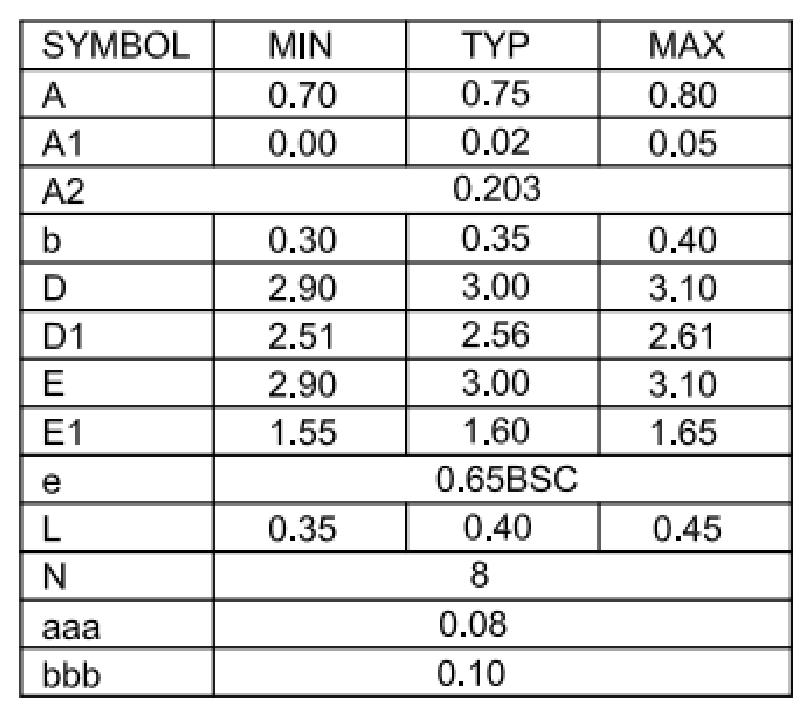 SYMBOL MIN TYP MAX
A 0.70 0.75 0.80
A1 0.00 0.02 0.05
A2 0.203
b 0.30 0.35 0.40
D 2.90 3.00 3.10
D1 2.51 2.56 2.61
E 2.90 3.00 3.10
E1 1.55 1.60 1.65
e 0.65BSC
L 0.35 0.40 0.45
N 8
aaa 0.08
bbb 0.10